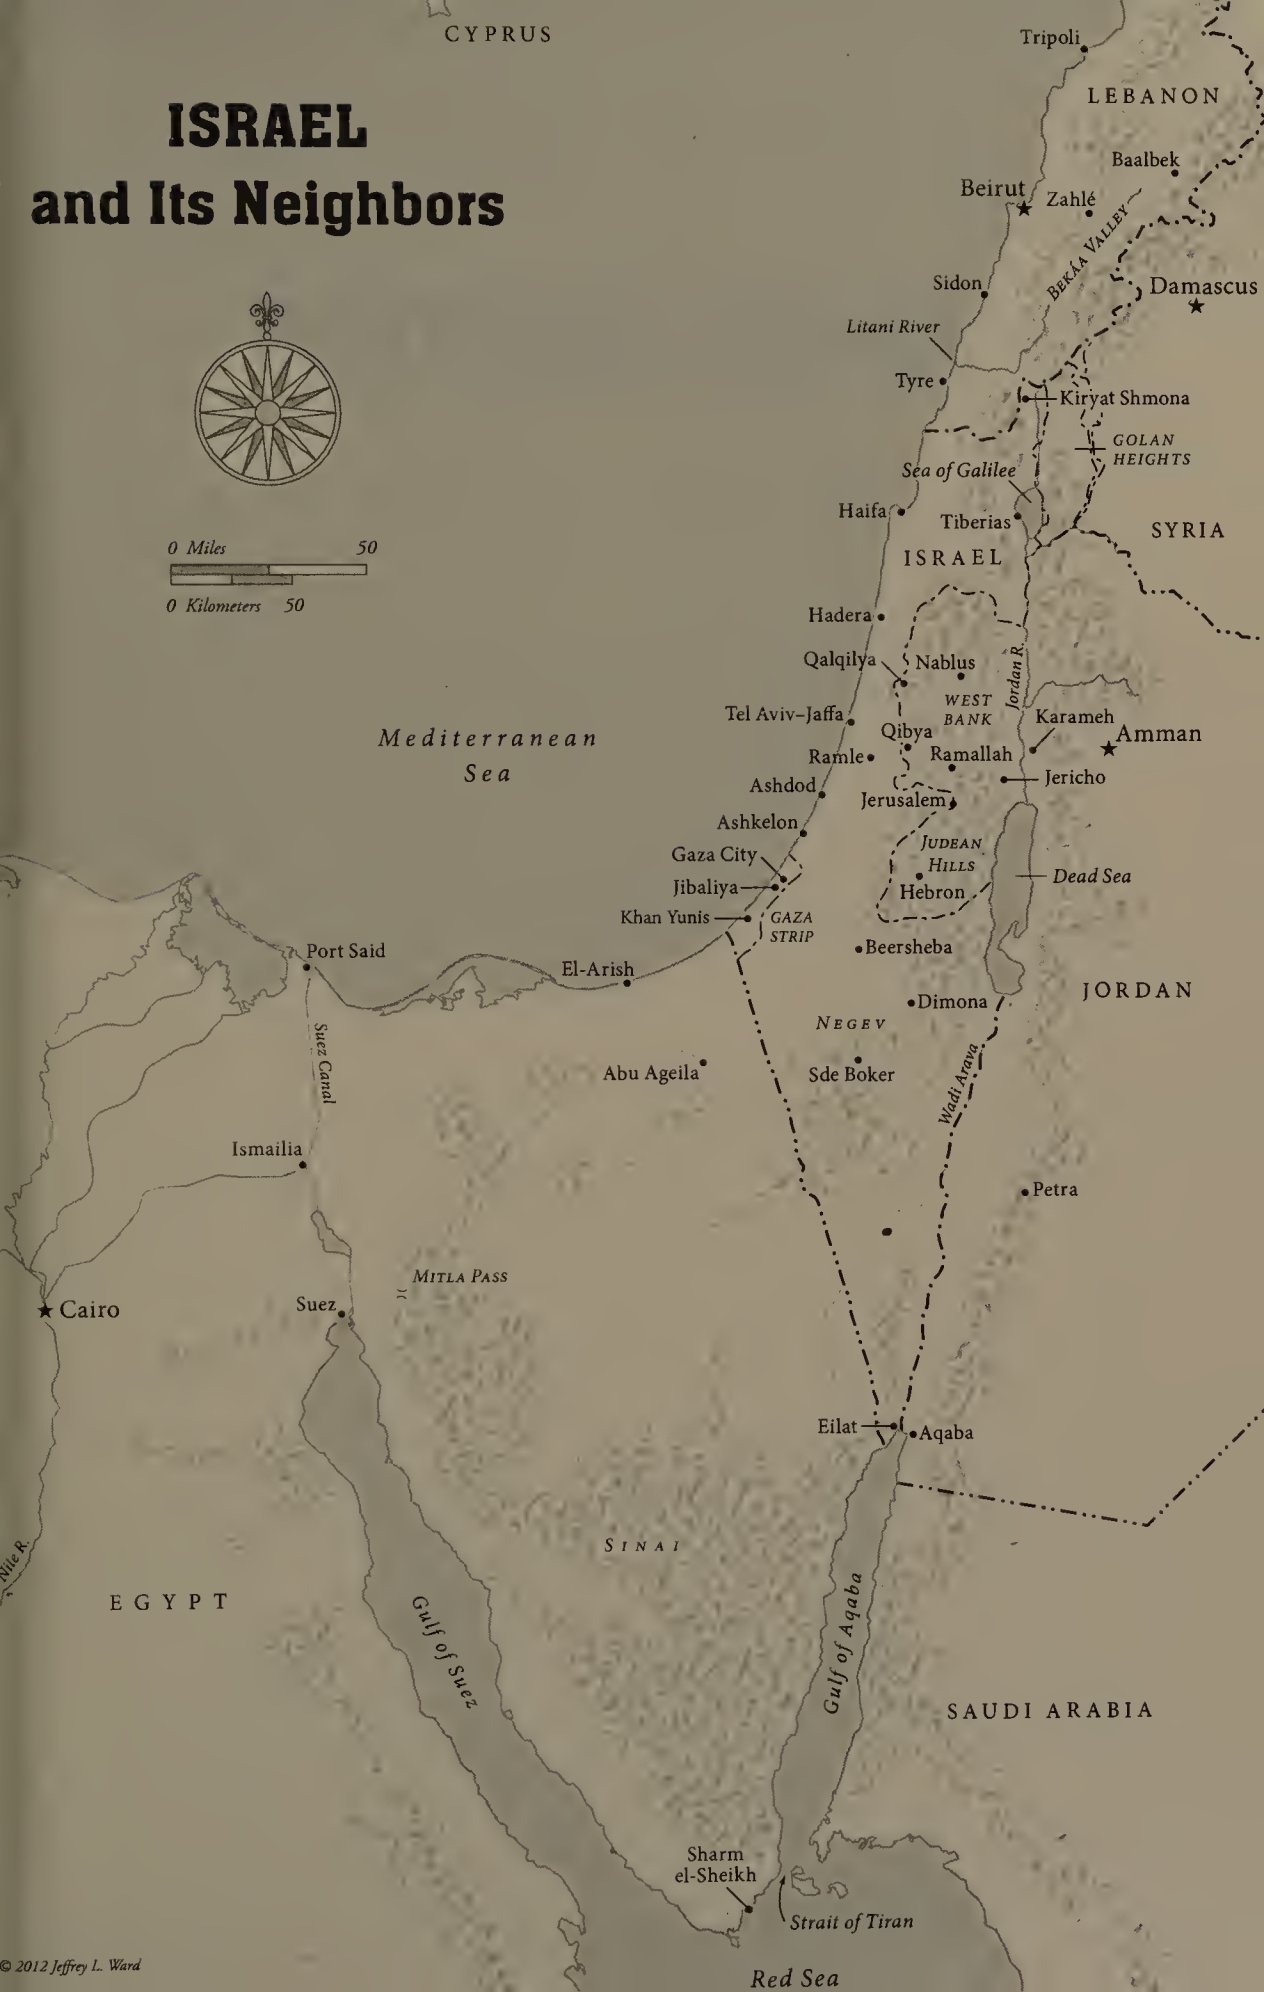 CYPRUS
Tripoli
LEBANON
ISRAEL
and Its Neighbors
Baalbek
Beirut
Zahlé
BEKÁA VALLEY
Sidon
Damascus
Litani River
Tyre
Kiryat Shmona
GOLAN
HEIGHTS
Sea of Galilee
Haifa
Tiberias
SYRIA
0 Miles 50
0 Kilometers 50
ISRAEL
Hadera
Qalqilya
Nablus
Jordan R.
WEST
BANK
Tel Aviv–Jaffa
Karameh
Amman
Qibya
Mediterranean
Sea
Ramle
Ramallah
Jericho
Ashdod
Jerusalem
Ashkelon
JUDEAN
HILLS
Gaza City
Jibaliya
Dead Sea
Hebron
Khan Yunis
GAZA
STRIP
Beersheba
Port Said
El-Arish
JORDAN
Dimona
NEGEV
Suez Canal
Abu Ageila
Sde Boker
Wadi Arava
Ismailia
Petra
MITLA PASS
Cairo
Suez
Eilat
Aqaba
SINAI
Nile R.
EGYPT
Gulf of Suez
Gulf of Aqaba
SAUDI ARABIA
Sharm
el-Sheikh
Strait of Tiran
© 2012 Jeffrey L. Ward
Red Sea